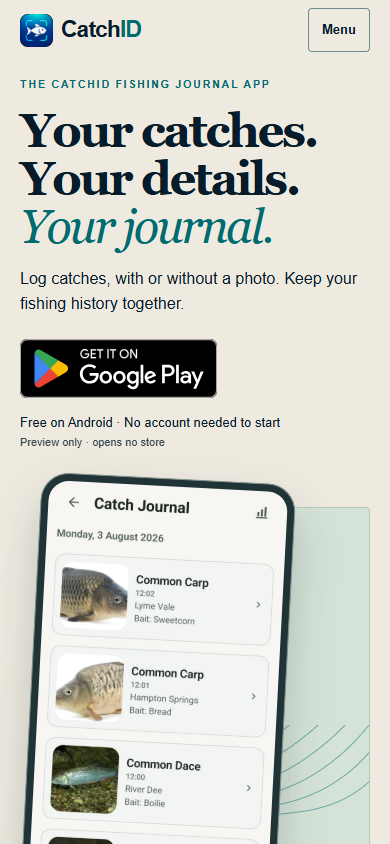 CatchID
Menu
THE CATCHID FISHING JOURNAL APP
Your catches.
Your details.
Your journal.
Log catches, with or without a photo. Keep your
fishing history together.
GET IT ON
Google Play
Free on Android · No account needed to start
Preview only · opens no store
Catch Journal
Monday, 3 August 2026
Common Carp
12:02
Lyme Vale
Bait: Sweetcorn
Common Carp
12:01
Hampton Springs
Bait: Bread
Common Dace
12:00
River Dee
Bait: Boilie